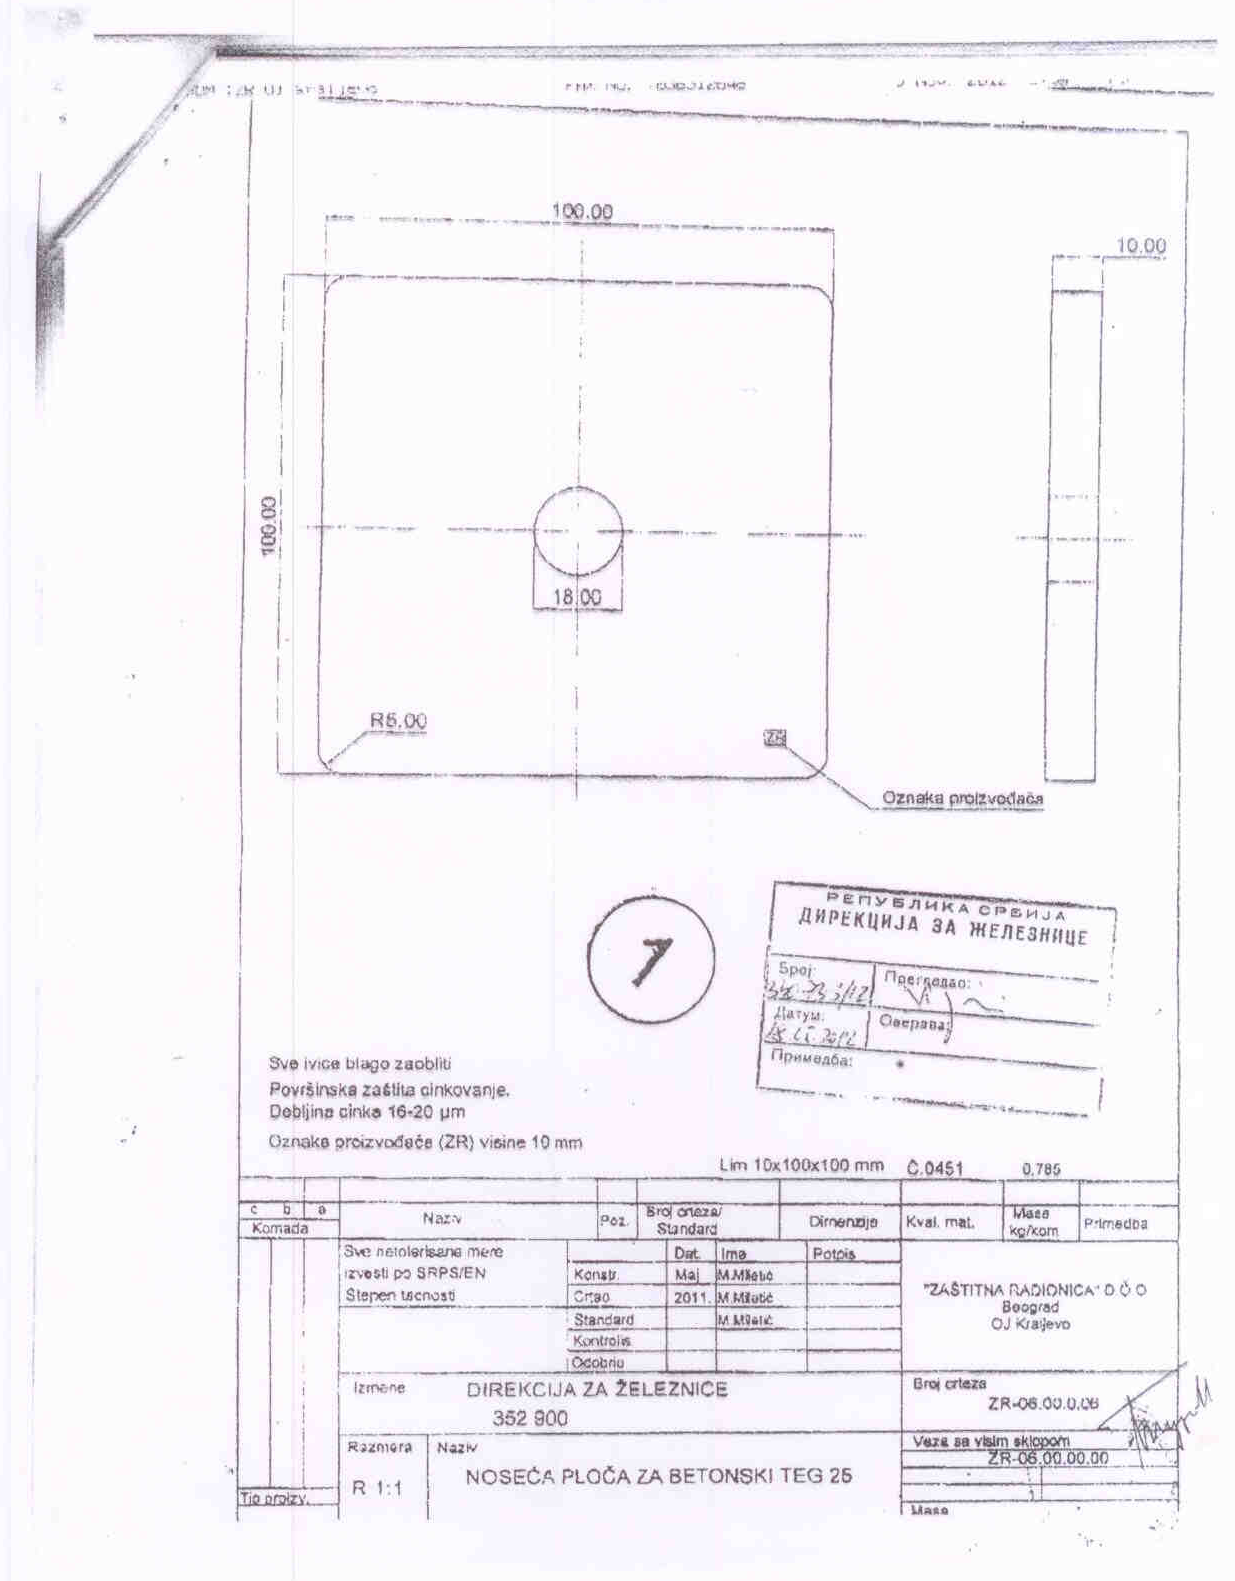 100.00
10.00
100.00
18.00
R5.00
ZR
Oznaka proizvođača
7
РЕПУБЛИКА СРБИЈА
ДИРЕКЦИЈА ЗА ЖЕЛЕЗНИЦЕ
Број:
Прегледао:
Датум:
Оверава:
Примедба:
Sve ivice blago zaobliti
Površinska zaštita cinkovanje.
Debljina cinka 16-20 µm
Oznaka proizvođača (ZR) visine 10 mm
Lim 10x100x100 mm Č.0451 0.785
c b a
Komada
Naziv
Poz.
Broj crteza/
Standard
Dimenzije
Kval. mat.
Masa
kg/kom
Primedba
Sve netolerisane mere
izvesti po SRPS/EN
Stepen tacnosti
Dat. Ime Potpis
Konstr. Maj M.Miletić
Crtao 2011. M.Miletić
Standard M.Miletić
Kontrolis
Odobrio
"ZAŠTITNA RADIONICA" D O O
Beograd
OJ Kraljevo
Izmene
DIREKCIJA ZA ŽELEZNICE
352 900
Broj crteza
ZR-06.00.0.06
Razmera
R 1:1
Naziv
NOSEĆA PLOČA ZA BETONSKI TEG 25
Veza sa visim sklopom
ZR-06.00.00.00
Tip proizv.
Masa